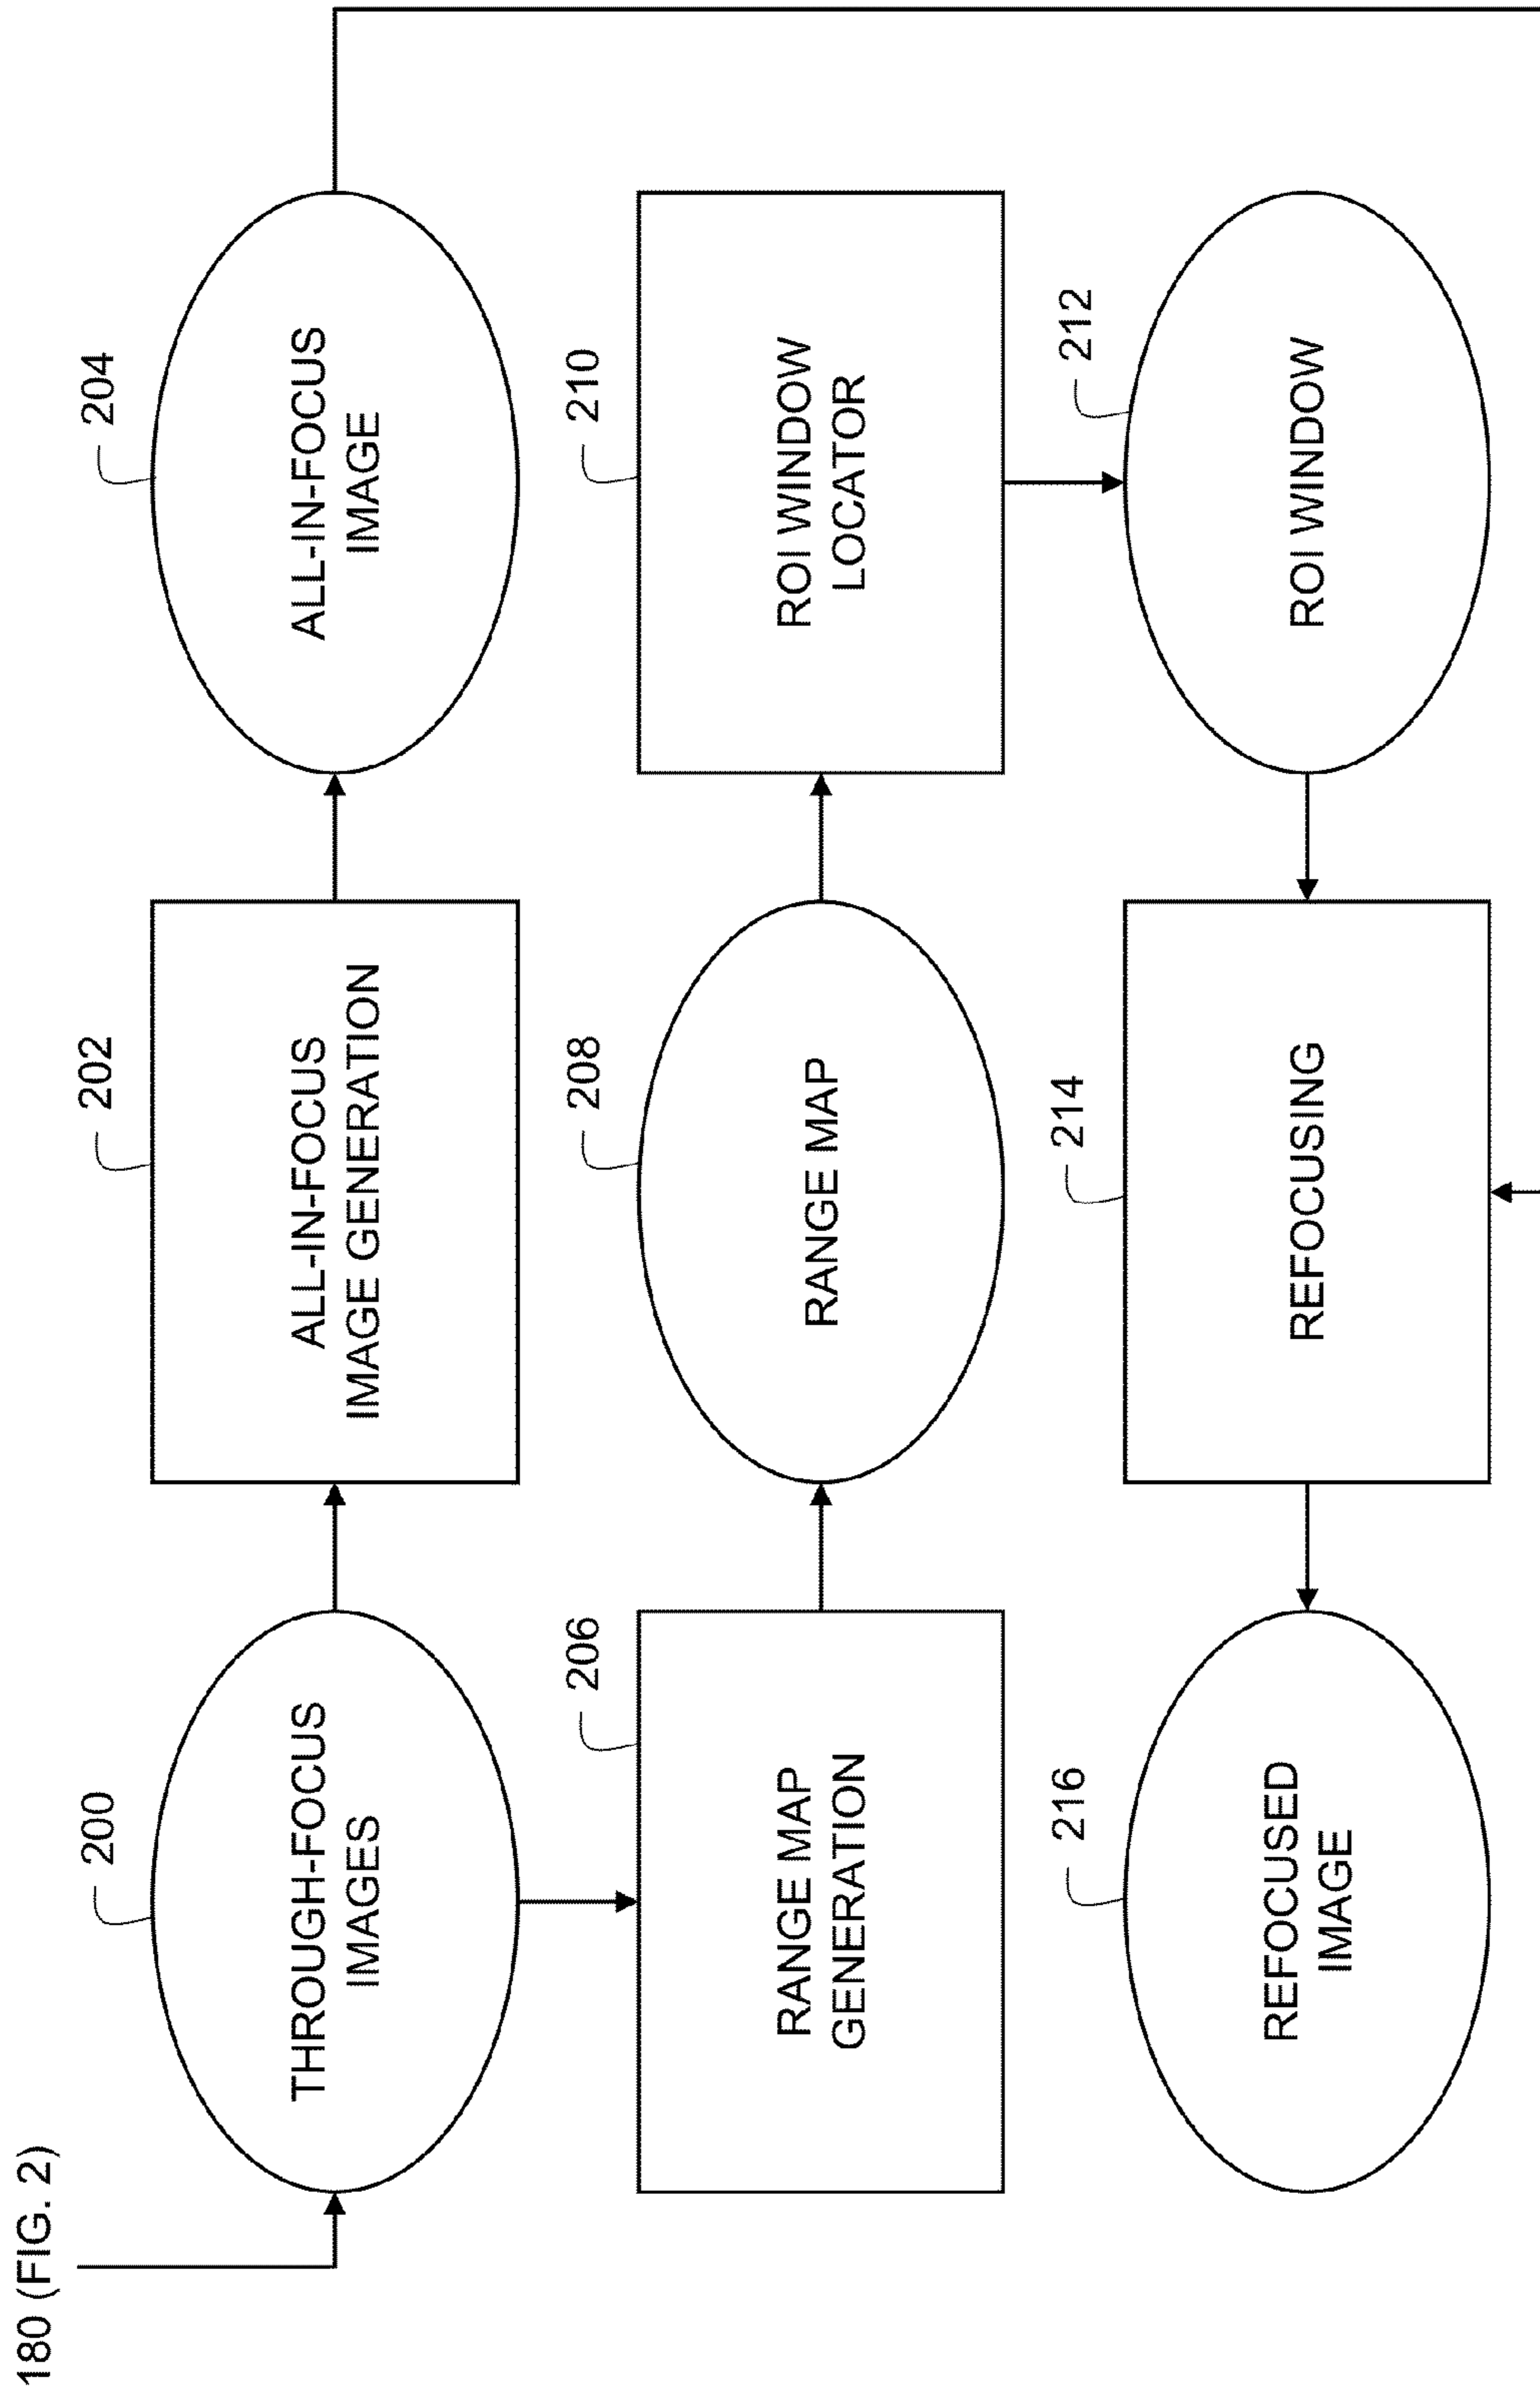 180 (FIG. 2)
200
THROUGH-FOCUS
IMAGES
202
ALL-IN-FOCUS
IMAGE GENERATION
204
ALL-IN-FOCUS
IMAGE
206
RANGE MAP
GENERATION
208
RANGE MAP
210
ROI WINDOW
LOCATOR
216
REFOCUSED
IMAGE
214
REFOCUSING
212
ROI WINDOW